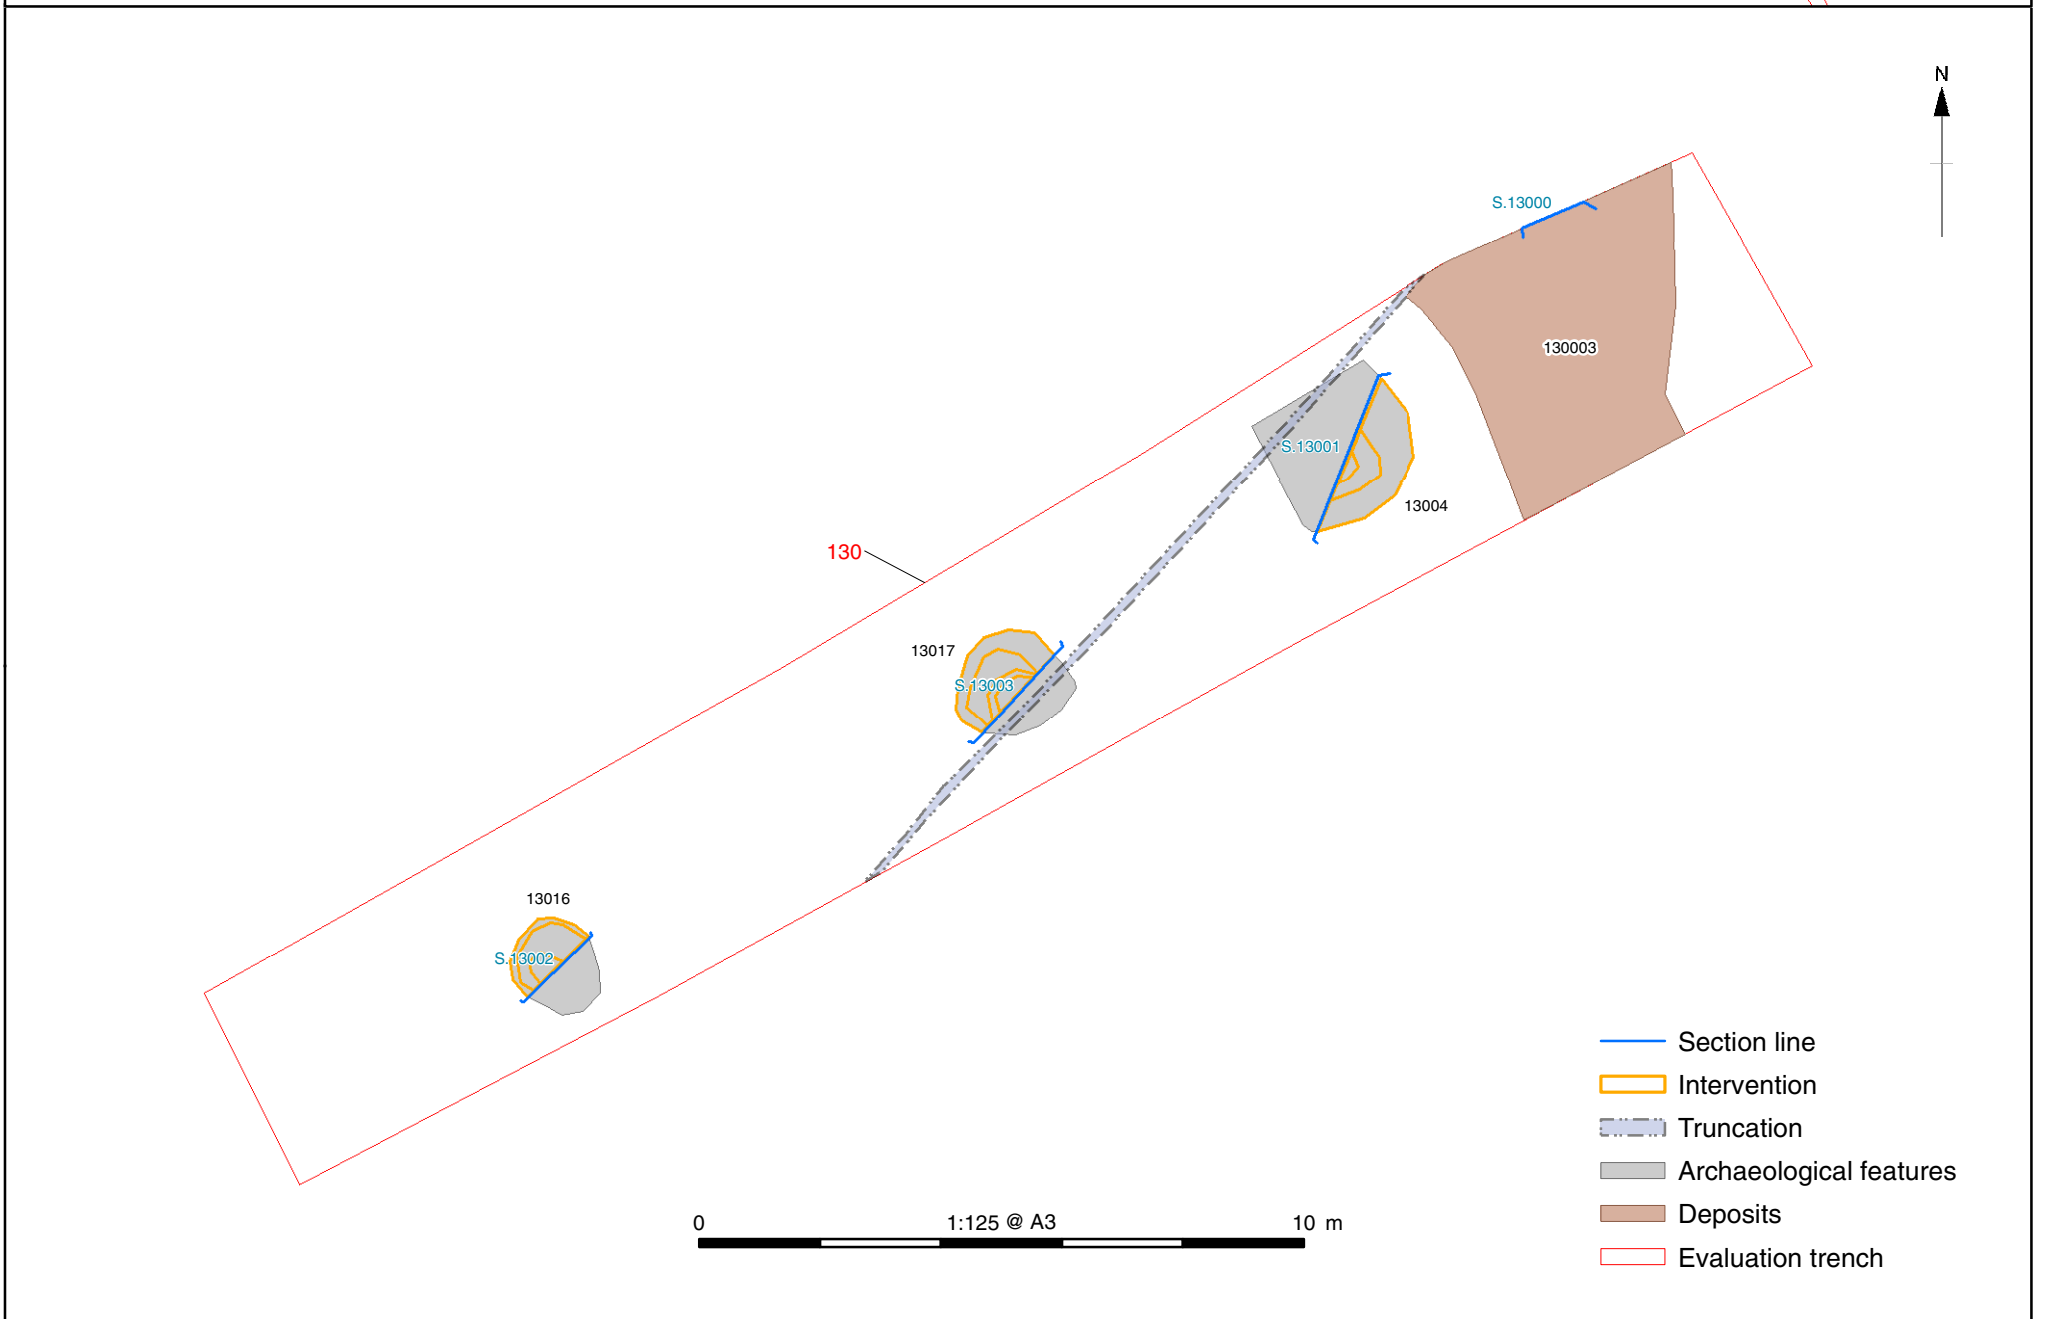 N
S.13000
130003
S.13001
13004
130
13017
S.13003
13016
S.13002
Section line
Intervention
Truncation
Archaeological features
Deposits
Evaluation trench
0 1:125 @ A3 10 m